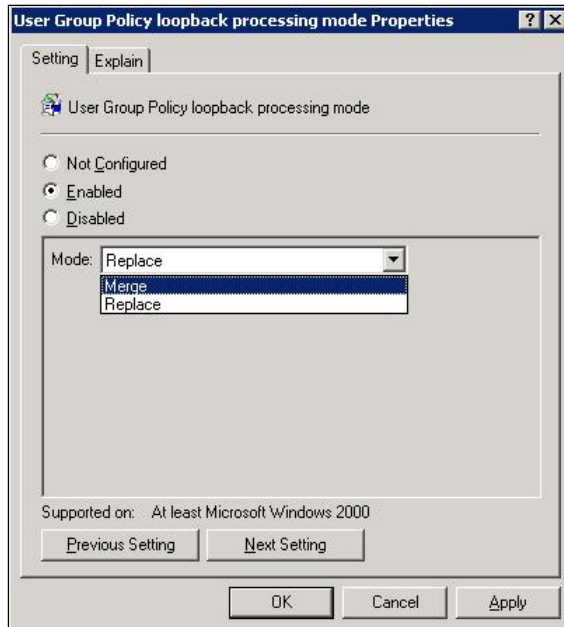 User Group Policy loopback processing mode Properties
Setting
Explain
User Group Policy loopback processing mode
Not Configured
Enabled
Disabled
Mode: Replace
Merge
Replace
Supported on: At least Microsoft Windows 2000
Previous Setting
Next Setting
OK
Cancel
Apply